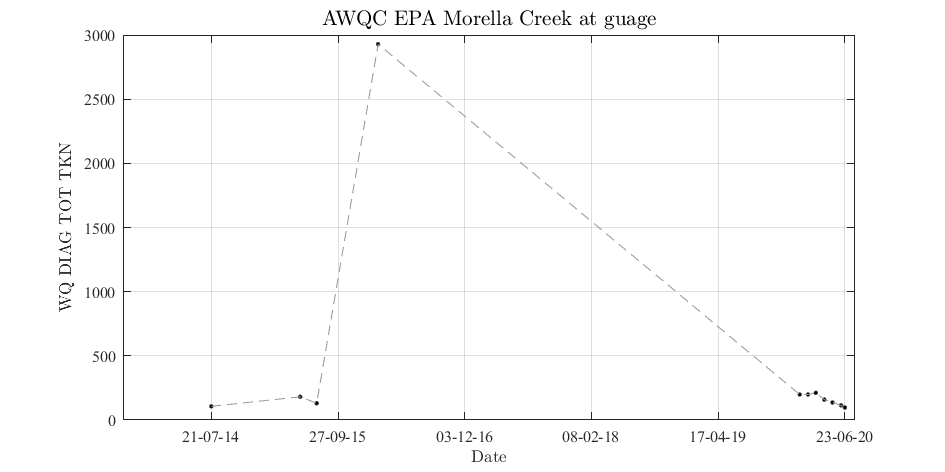 AWQC EPA Morella Creek at guage
3000
2500
2000
1500
1000
500
0
WQ DIAG TOT TKN
21-07-14 27-09-15 03-12-16 08-02-18 17-04-19 23-06-20
Date